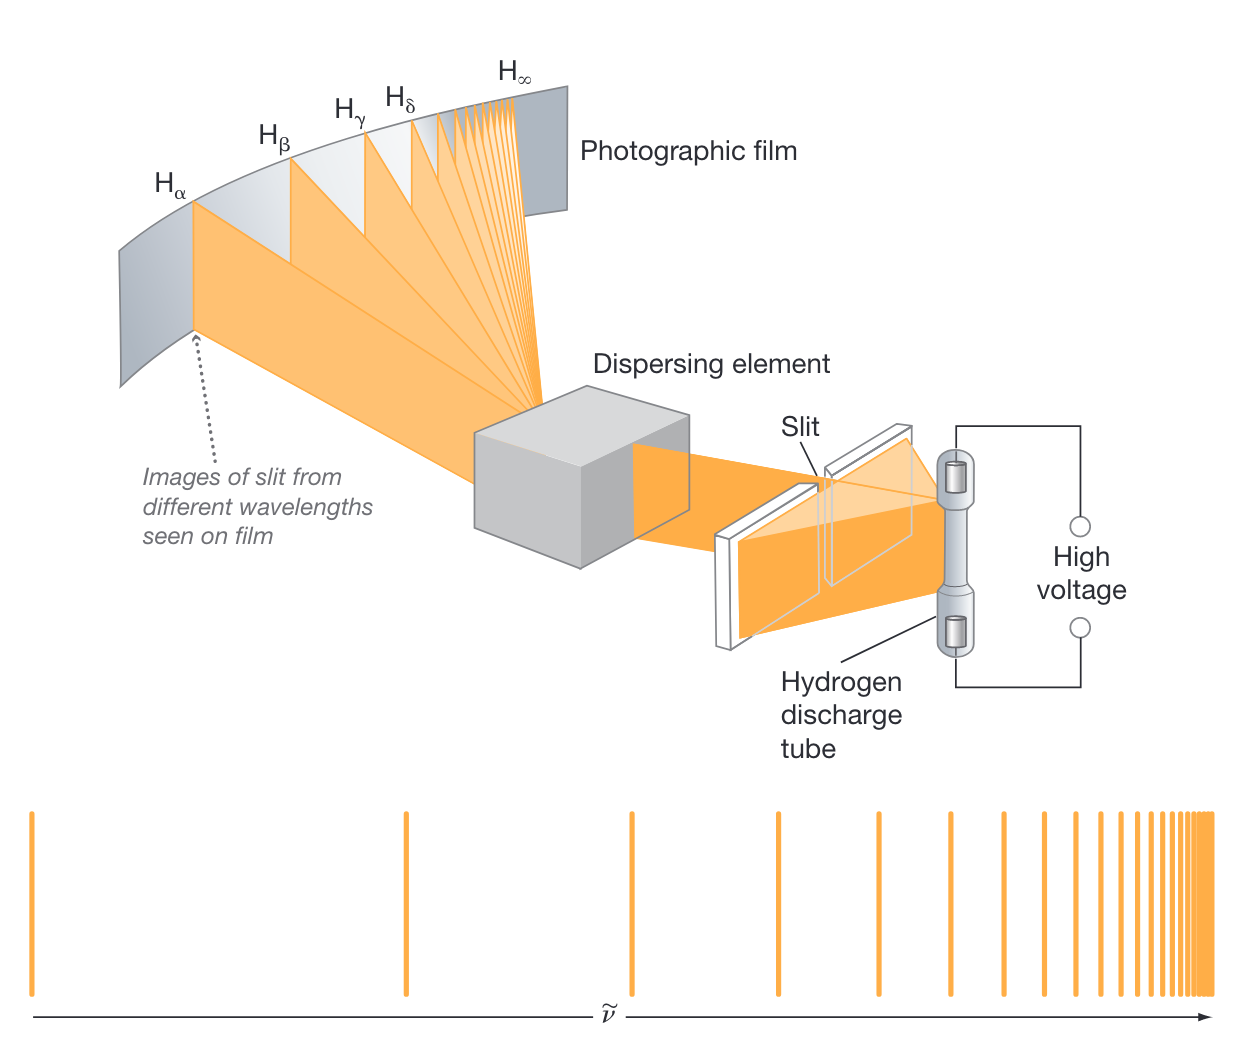 H∞
Hδ
Hγ
Hβ
Hα
Photographic film
Dispersing element
Slit
Images of slit from
different wavelengths
seen on film
High
voltage
Hydrogen
discharge
tube
ν̃